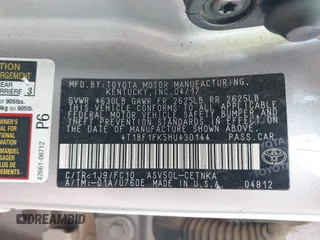 MFD.BY:TOYOTA MOTOR MANUFACTURING,
KENTUCKY, INC. 04/17
GVWR 4630LB GAWR FR 2625LB RR 2625LB
THIS VEHICLE CONFORMS TO ALL APPLICABLE
FEDERAL MOTOR VEHICLE SAFETY, BUMPER, AND
THEFT PREVENTION STANDARDS IN EFFECT ON
THE DATE OF MANUFACTURE SHOWN ABOVE.
4T1BF1FK5HU430144 PASS.CAR
C/TR:1J9/FC10 ASV50L-CETNKA
A/TM:-01A/U760E MADE IN U.S.A. 04812
TOYOTA
P6
42661-06712
3
DREAMBID